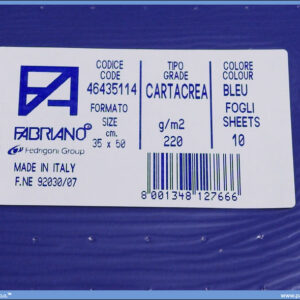 CODICE
CODE
46435114
FORMATO
SIZE
cm.
35 x 50
TIPO
GRADE
CARTACREA
g/m2
220
COLORE
COLOUR
BLEU
FOGLI
SHEETS
10
FABRIANO
Fedrigoni Group
MADE IN ITALY
F.NE 92030/07
8 001348 127666